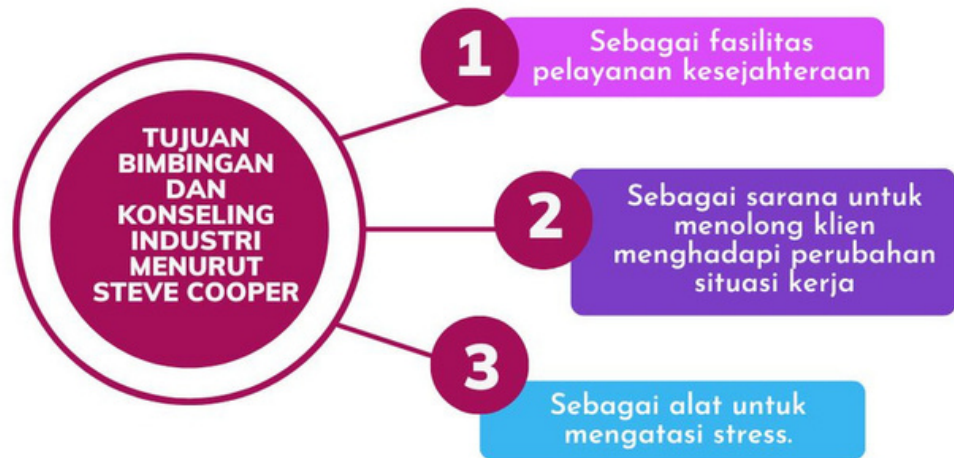 TUJUAN
BIMBINGAN
DAN
KONSELING
INDUSTRI
MENURUT
STEVE COOPER
1
Sebagai fasilitas
pelayanan kesejahteraan
2
Sebagai sarana untuk
menolong klien
menghadapi perubahan
situasi kerja
3
Sebagai alat untuk
mengatasi stress.